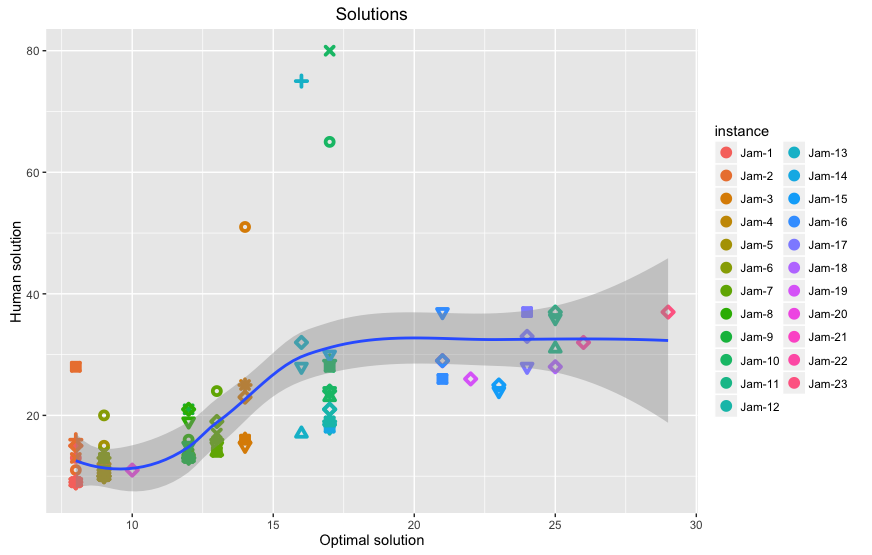 Solutions
80
60
40
20
Human solution
10 15 20 25 30
Optimal solution
instance
Jam-1 Jam-13
Jam-2 Jam-14
Jam-3 Jam-15
Jam-4 Jam-16
Jam-5 Jam-17
Jam-6 Jam-18
Jam-7 Jam-19
Jam-8 Jam-20
Jam-9 Jam-21
Jam-10 Jam-22
Jam-11 Jam-23
Jam-12